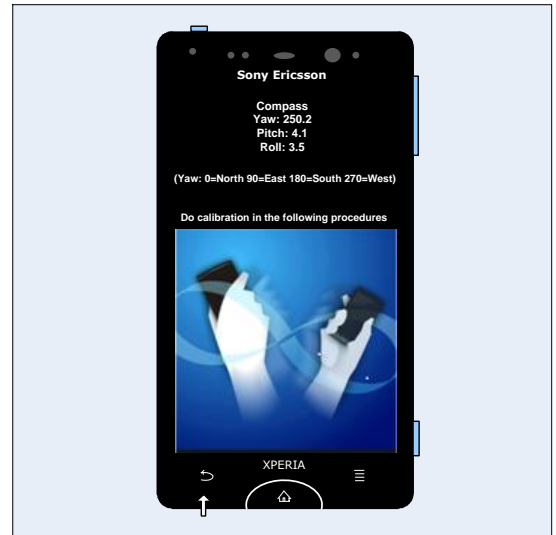 Sony Ericsson
Compass
Yaw: 250.2
Pitch: 4.1
Roll: 3.5
(Yaw: 0=North 90=East 180=South 270=West)
Do calibration in the following procedures
XPERIA